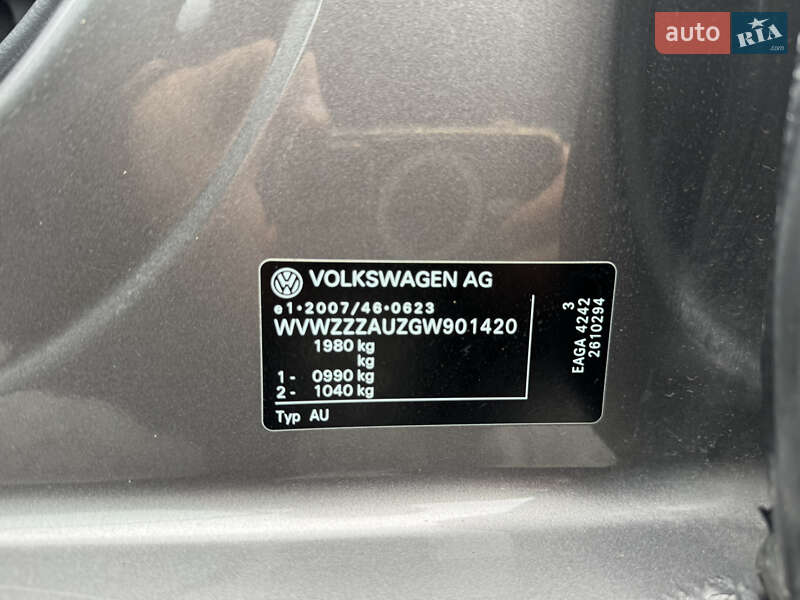 auto RIA .com
VOLKSWAGEN AG
e1*2007/46*0623
WVWZZZAUZGW901420
1980 kg
kg
1- 0990 kg
2- 1040 kg
Typ AU
3
EAGA 4242
2610294